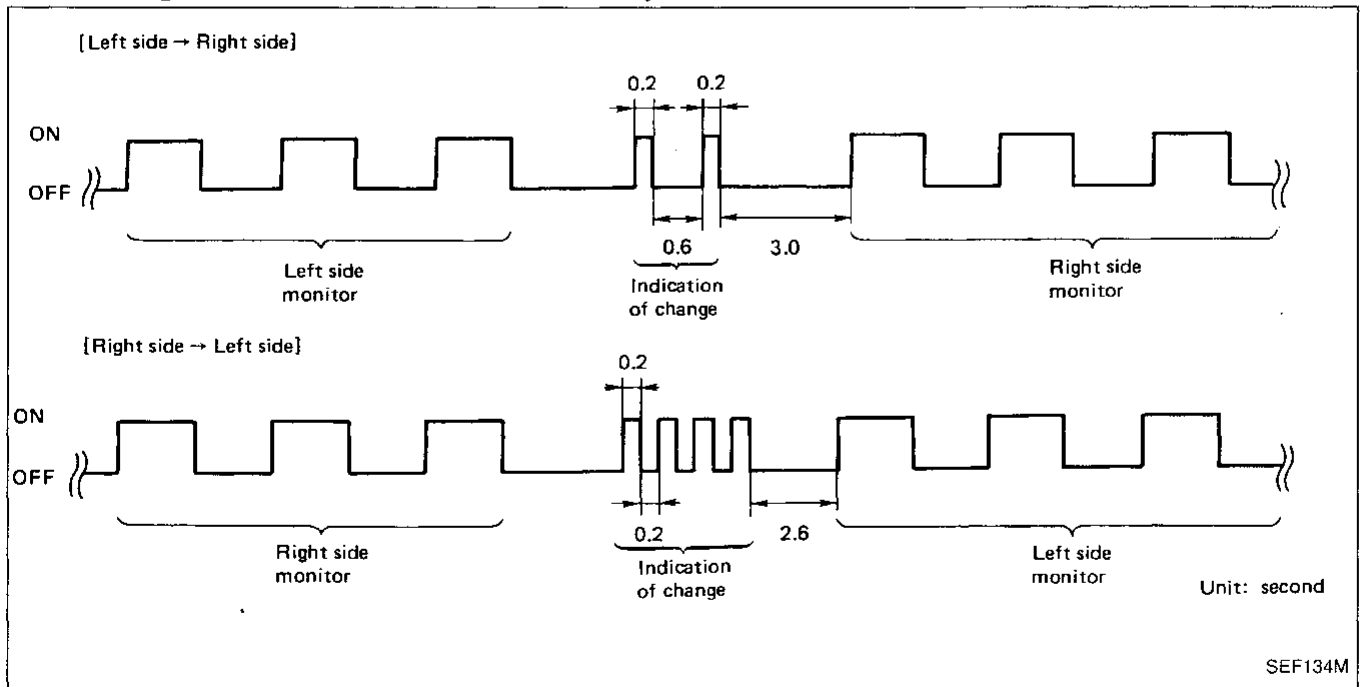 [Left side → Right side]
0.2 0.2
ON
OFF
0.6 3.0
Left side
monitor
Indication
of change
Right side
monitor
[Right side → Left side]
0.2
ON
OFF
0.2 2.6
Right side
monitor
Indication
of change
Left side
monitor
Unit: second
SEF134M